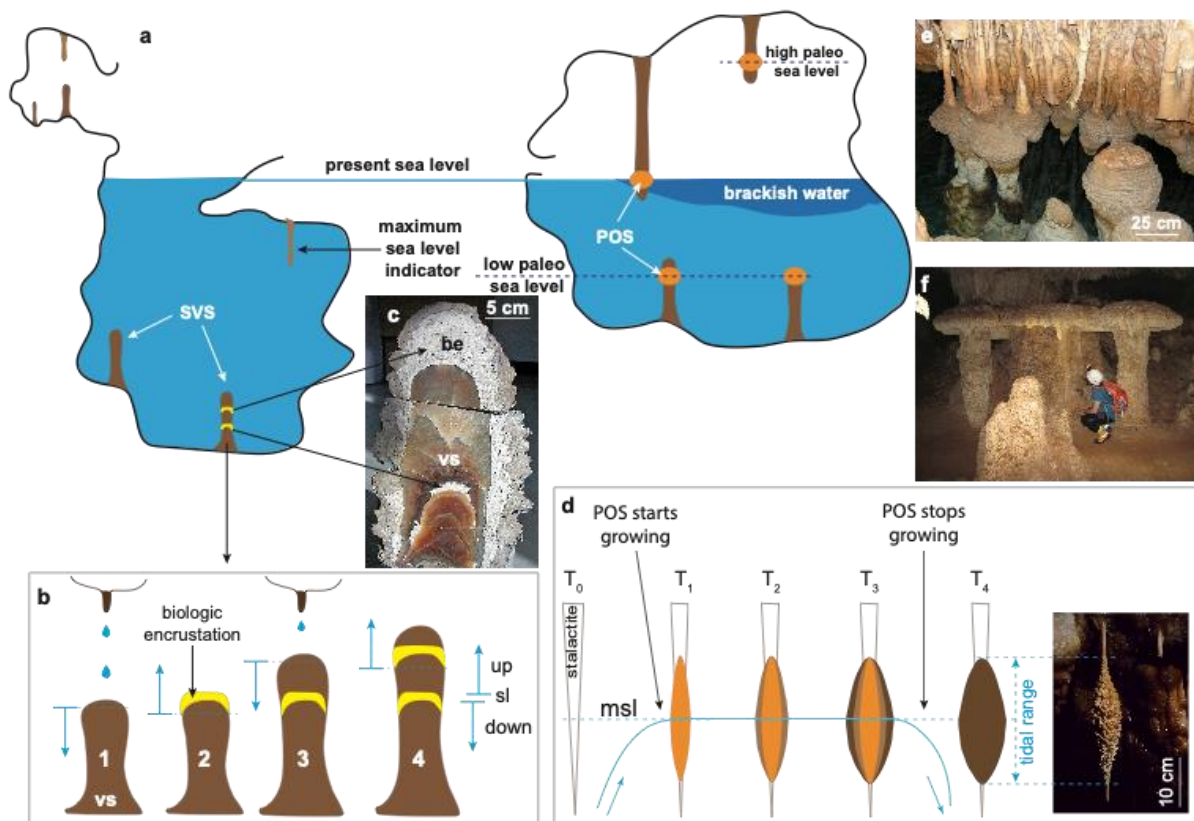 a
high paleo
sea level
present sea level
brackish water
maximum
sea level
indicator
POS
low paleo
sea level
SVS
c
5 cm
be
vs
e
25 cm
f
b
biologic
encrustation
up
sl
down
1
2
3
4
vs
d
POS starts
growing
POS stops
growing
T0
T1
T2
T3
T4
stalactite
msl
tidal range
10 cm